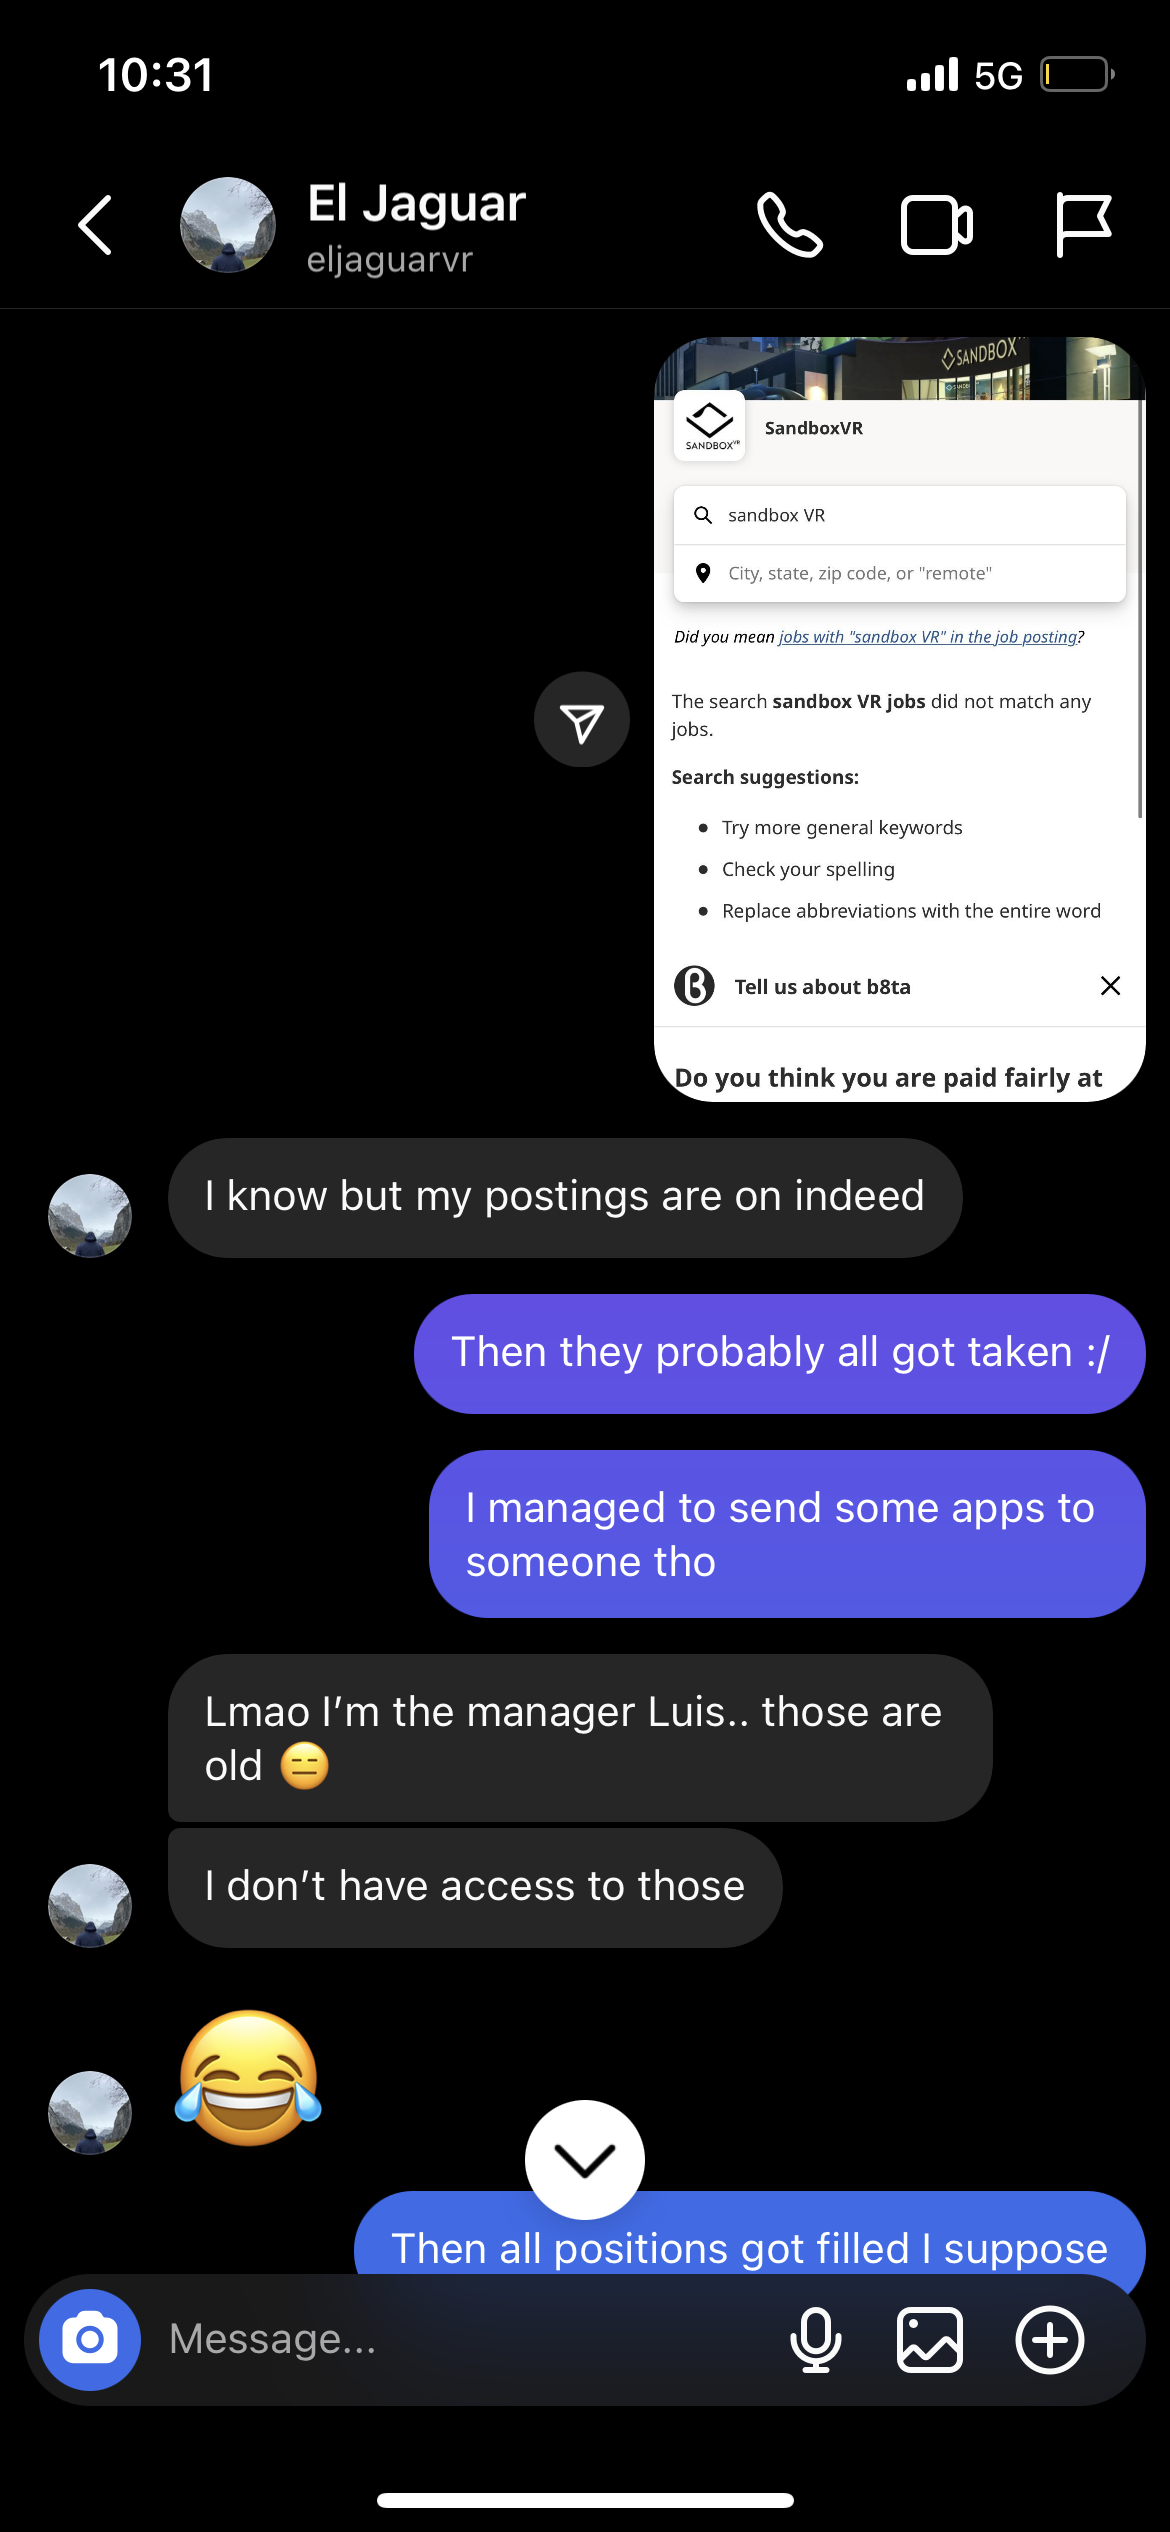 10:31
5G
El Jaguar
eljaguarvr
SANDBOX
SANDBOX VR
SandboxVR
sandbox VR
City, state, zip code, or "remote"
Did you mean jobs with "sandbox VR" in the job posting?
The search sandbox VR jobs did not match any
jobs.
Search suggestions:
Try more general keywords
Check your spelling
Replace abbreviations with the entire word
Tell us about b8ta
Do you think you are paid fairly at
I know but my postings are on indeed
Then they probably all got taken :/
I managed to send some apps to
someone tho
Lmao I’m the manager Luis.. those are
old 😑
I don’t have access to those
😂
Then all positions got filled I suppose
Message...